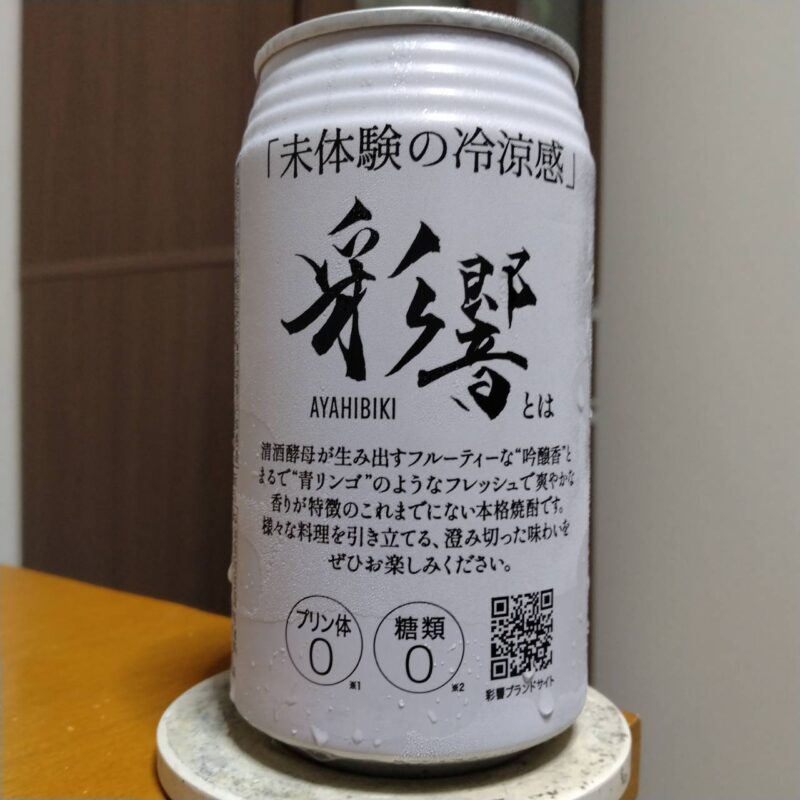 「未体験の冷涼感」
彩響
AYAHIBIKI とは
清酒酵母が生み出すフルーティーな“吟醸香”と
まるで“青リンゴ”のようなフレッシュで爽やかな
香りが特徴のこれまでにない本格焼酎です。
様々な料理を引き立てる、澄み切った味わいを
ぜひお楽しみください。
プリン体
0
※1
糖類
0
※2
彩響ブランドサイト